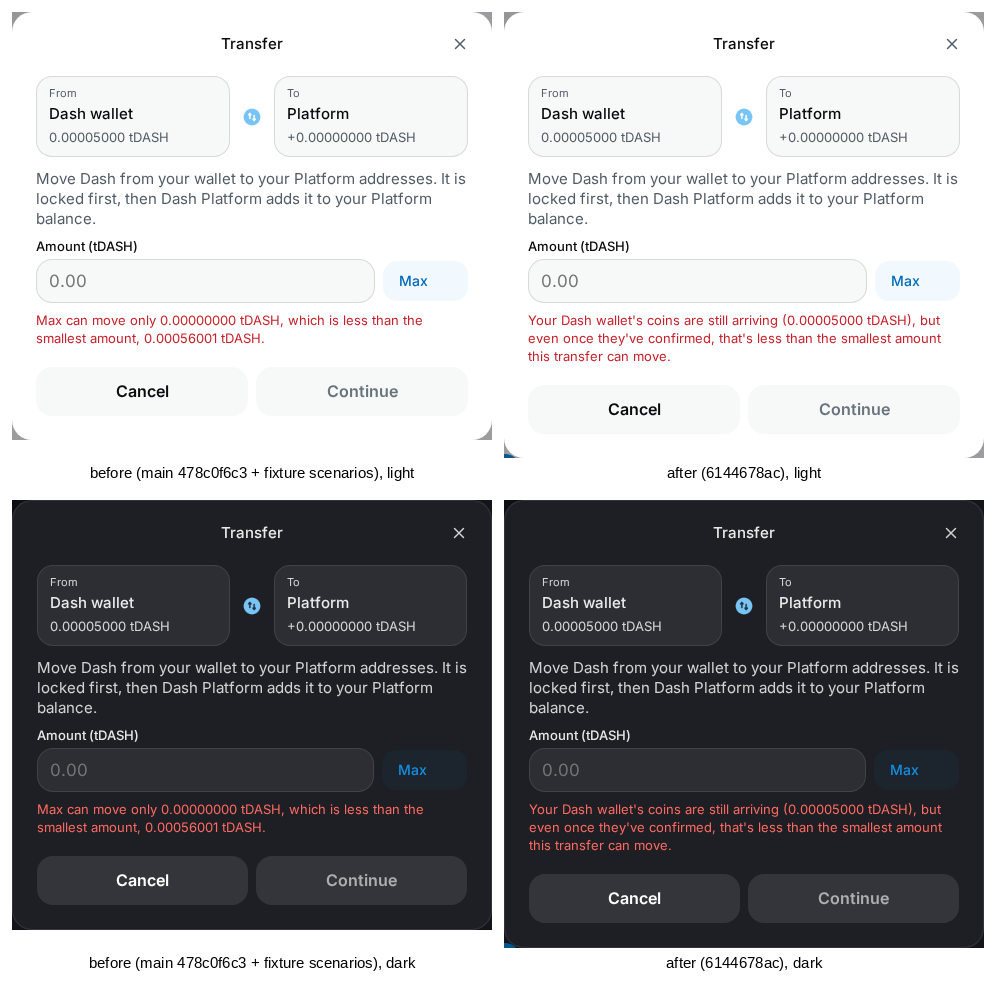 Transfer
From
Dash wallet
0.00005000 tDASH
To
Platform
+0.00000000 tDASH
Move Dash from your wallet to your Platform addresses. It is
locked first, then Dash Platform adds it to your Platform
balance.
Amount (tDASH)
0.00
Max
Max can move only 0.00000000 tDASH, which is less than the
smallest amount, 0.00056001 tDASH.
Cancel
Continue
before (main 478c0f6c3 + fixture scenarios), light
Transfer
From
Dash wallet
0.00005000 tDASH
To
Platform
+0.00000000 tDASH
Move Dash from your wallet to your Platform addresses. It is
locked first, then Dash Platform adds it to your Platform
balance.
Amount (tDASH)
0.00
Max
Your Dash wallet's coins are still arriving (0.00005000 tDASH), but
even once they've confirmed, that's less than the smallest amount
this transfer can move.
Cancel
Continue
after (6144678ac), light
Transfer
From
Dash wallet
0.00005000 tDASH
To
Platform
+0.00000000 tDASH
Move Dash from your wallet to your Platform addresses. It is
locked first, then Dash Platform adds it to your Platform
balance.
Amount (tDASH)
0.00
Max
Max can move only 0.00000000 tDASH, which is less than the
smallest amount, 0.00056001 tDASH.
Cancel
Continue
before (main 478c0f6c3 + fixture scenarios), dark
Transfer
From
Dash wallet
0.00005000 tDASH
To
Platform
+0.00000000 tDASH
Move Dash from your wallet to your Platform addresses. It is
locked first, then Dash Platform adds it to your Platform
balance.
Amount (tDASH)
0.00
Max
Your Dash wallet's coins are still arriving (0.00005000 tDASH), but
even once they've confirmed, that's less than the smallest amount
this transfer can move.
Cancel
Continue
after (6144678ac), dark